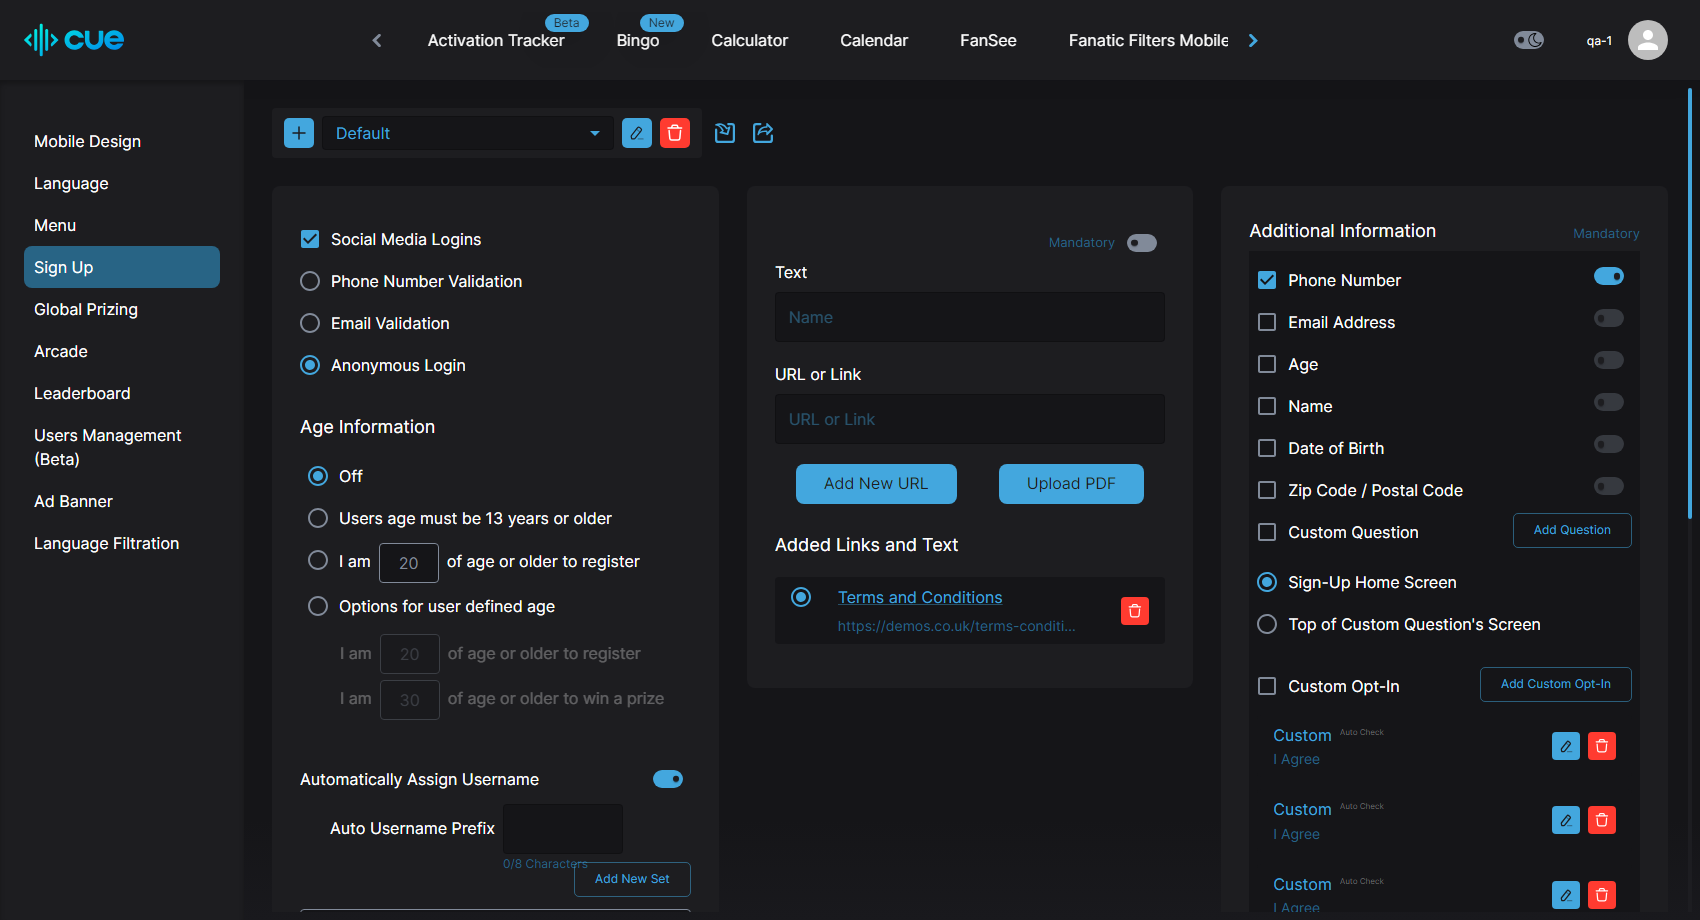 cue
Activation Tracker
Beta
Bingo
New
Calculator
Calendar
FanSee
Fanatic Filters Mobile
qa-1
Mobile Design
Language
Menu
Sign Up
Global Prizing
Arcade
Leaderboard
Users Management
(Beta)
Ad Banner
Language Filtration
Default
Social Media Logins
Phone Number Validation
Email Validation
Anonymous Login
Age Information
Off
Users age must be 13 years or older
I am 20 of age or older to register
Options for user defined age
I am 20 of age or older to register
I am 30 of age or older to win a prize
Automatically Assign Username
Auto Username Prefix
0/8 Characters
Add New Set
Mandatory
Text
Name
URL or Link
URL or Link
Add New URL
Upload PDF
Added Links and Text
Terms and Conditions
https://demos.co.uk/terms-conditi...
Additional Information
Mandatory
Phone Number
Email Address
Age
Name
Date of Birth
Zip Code / Postal Code
Custom Question
Add Question
Sign-Up Home Screen
Top of Custom Question's Screen
Custom Opt-In
Add Custom Opt-In
Custom Auto Check
I Agree
Custom Auto Check
I Agree
Custom Auto Check
I Agree